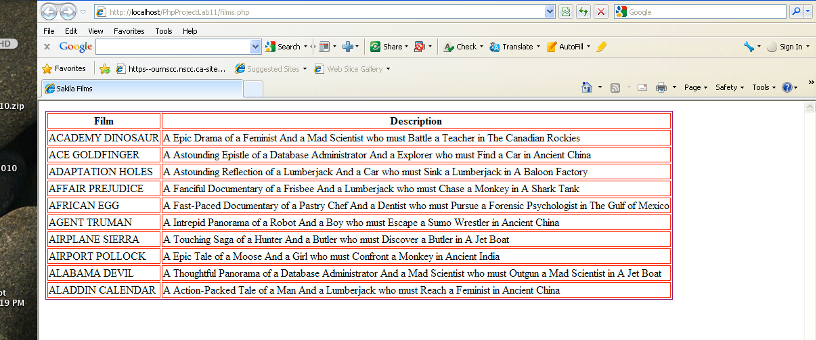 http://localhost/PhpProjectLab11/films.php
Google
File Edit View Favorites Tools Help
HD
x Google Search Share Check Translate AutoFill Sign In
Favorites https--ournscc.nscc.ca-site... Suggested Sites Web Slice Gallery
Sakila Films Page Safety Tools
10.zip
Film Description
ACADEMY DINOSAUR A Epic Drama of a Feminist And a Mad Scientist who must Battle a Teacher in The Canadian Rockies
ACE GOLDFINGER A Astounding Epistle of a Database Administrator And a Explorer who must Find a Car in Ancient China
010
ADAPTATION HOLES A Astounding Reflection of a Lumberjack And a Car who must Sink a Lumberjack in A Baloon Factory
AFFAIR PREJUDICE A Fanciful Documentary of a Frisbee And a Lumberjack who must Chase a Monkey in A Shark Tank
AFRICAN EGG A Fast-Paced Documentary of a Pastry Chef And a Dentist who must Pursue a Forensic Psychologist in The Gulf of Mexico
AGENT TRUMAN A Intrepid Panorama of a Robot And a Boy who must Escape a Sumo Wrestler in Ancient China
AIRPLANE SIERRA A Touching Saga of a Hunter And a Butler who must Discover a Butler in A Jet Boat
AIRPORT POLLOCK A Epic Tale of a Moose And a Girl who must Confront a Monkey in Ancient India
ALABAMA DEVIL A Thoughtful Panorama of a Database Administrator And a Mad Scientist who must Outgun a Mad Scientist in A Jet Boat
ALADDIN CALENDAR A Action-Packed Tale of a Man And a Lumberjack who must Reach a Feminist in Ancient China
ot
19 PM